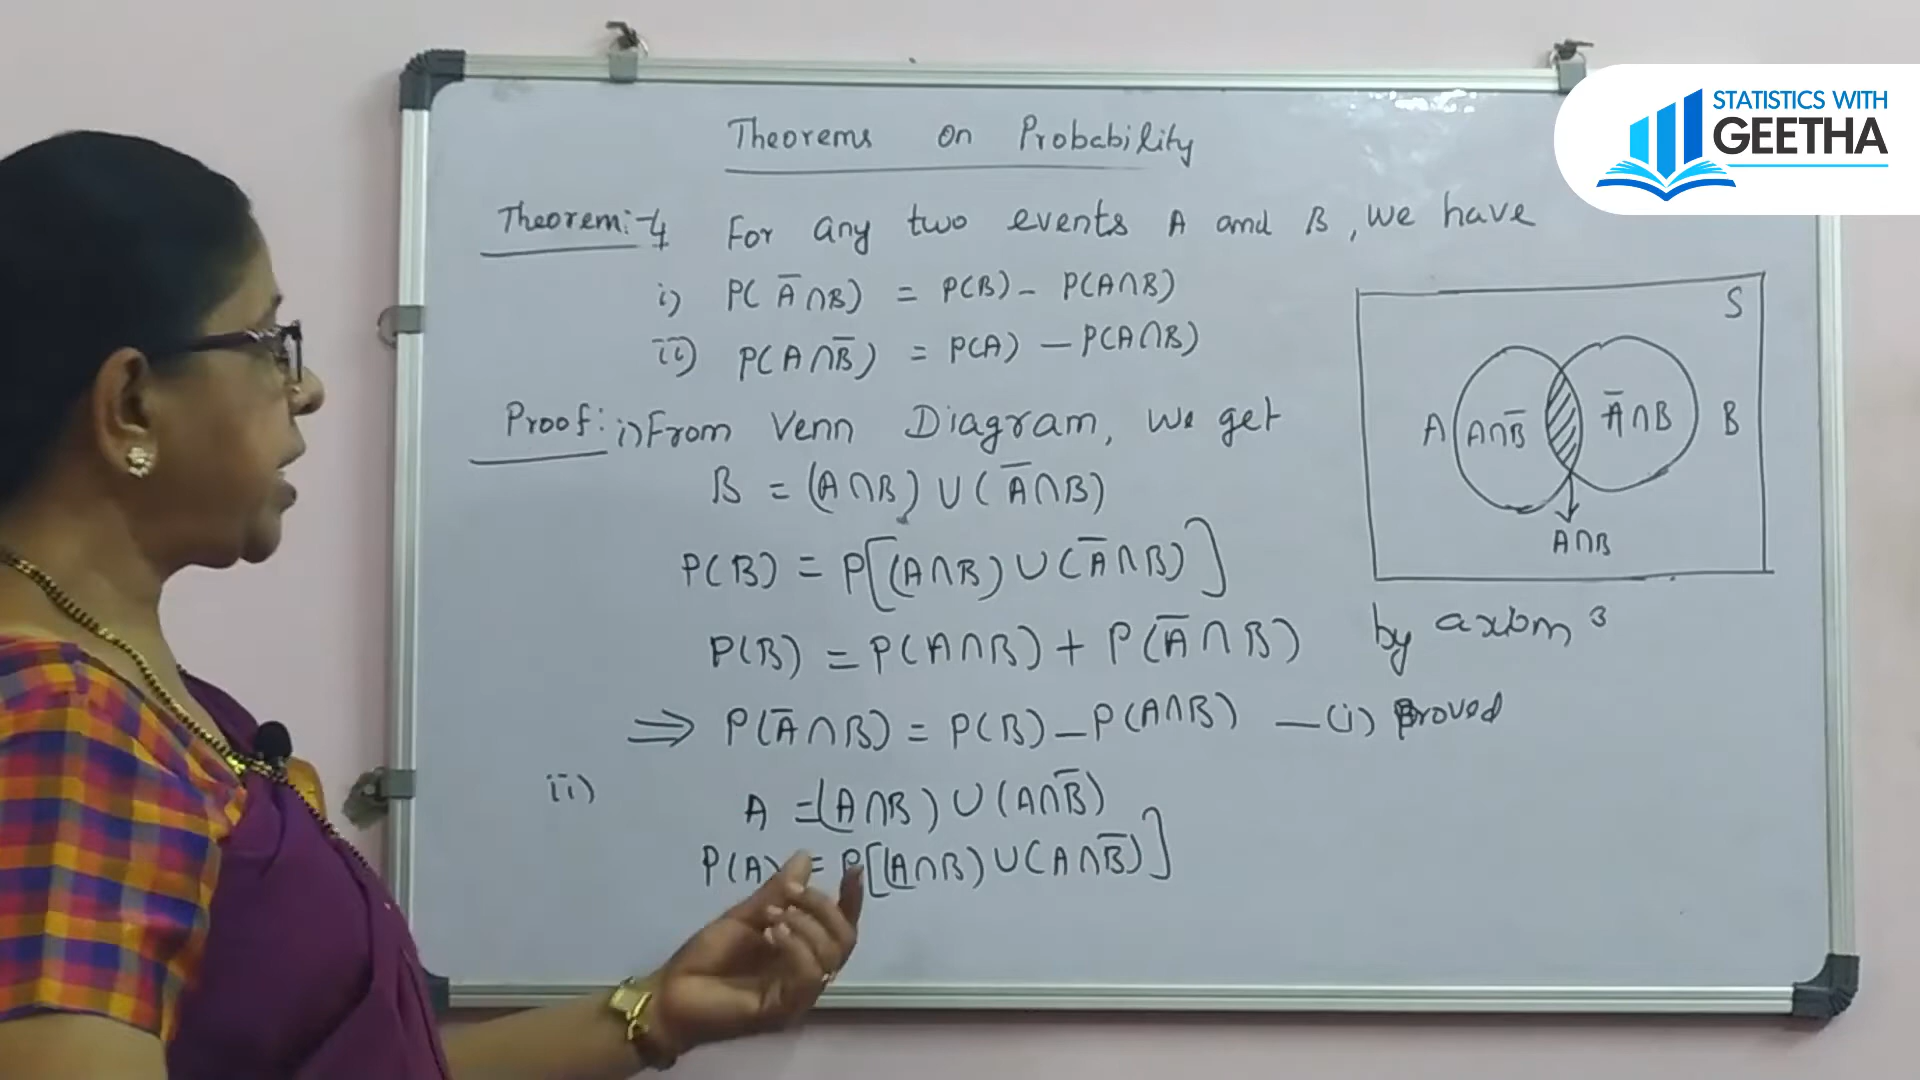 STATISTICS WITH
GEETHA
Theorems on Probability
Theorem:-4 For any two events A and B, we have
i) P(A̅∩B) = P(B) – P(A∩B)
ii) P(A∩B̅) = P(A) – P(A∩B)
Proof: i) From Venn Diagram, we get
B = (A∩B) ∪ (A̅∩B)
P(B) = P[(A∩B) ∪ (A̅∩B)]
P(B) = P(A∩B) + P(A̅∩B) by axiom 3
⇒ P(A̅∩B) = P(B) – P(A∩B) – (i) Proved
ii) A = (A∩B) ∪ (A∩B̅)
P(A) = P[(A∩B) ∪ (A∩B̅)]
S
A A∩B̅ A̅∩B B
A∩B